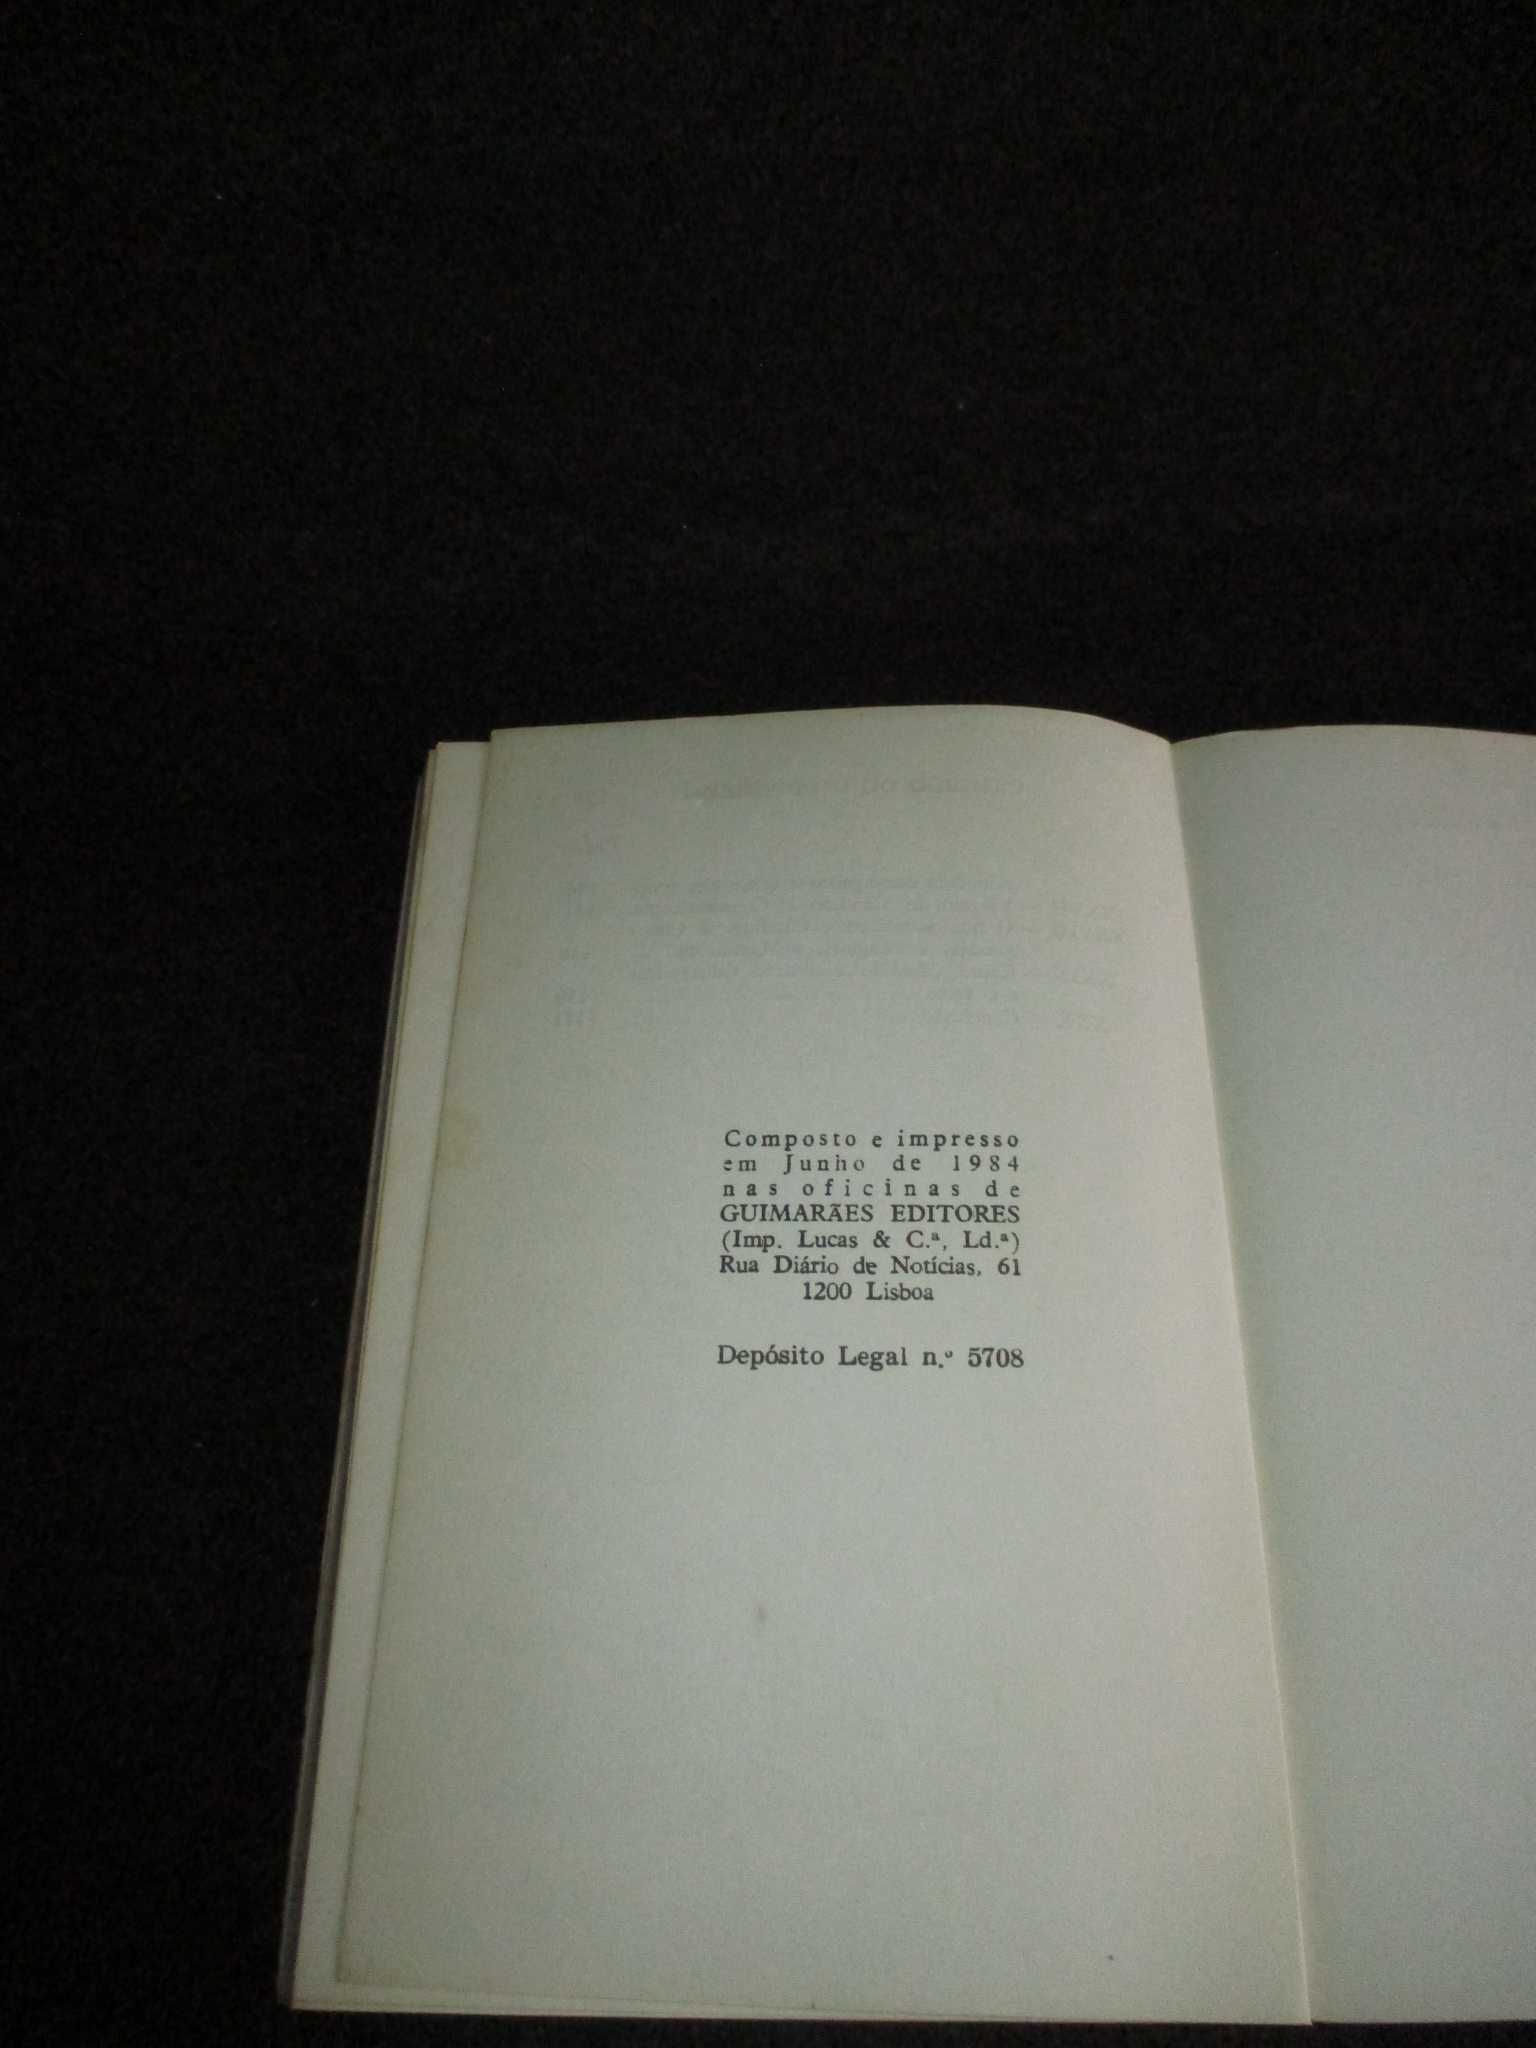 Composto e impresso
em Junho de 1984
nas oficinas de
GUIMARÃES EDITORES
(Imp. Lucas & C.ª, Ld.ª)
Rua Diário de Notícias, 61
1200 Lisboa
Depósito Legal n.º 5708